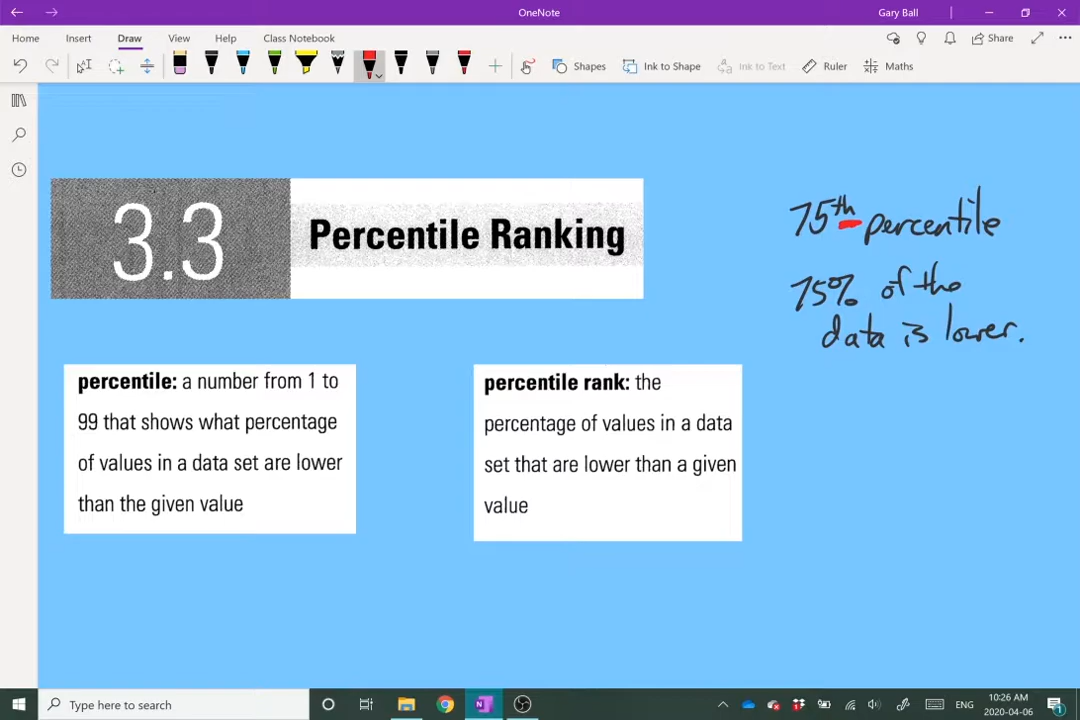 OneNote
Gary Ball
Home Insert Draw View Help Class Notebook
Share
Shapes Ink to Shape Ink to Text Ruler Maths
3.3 Percentile Ranking
75th percentile
75% of the
data is lower.
percentile: a number from 1 to
99 that shows what percentage
of values in a data set are lower
than the given value
percentile rank: the
percentage of values in a data
set that are lower than a given
value
Type here to search
ENG
10:26 AM
2020-04-06